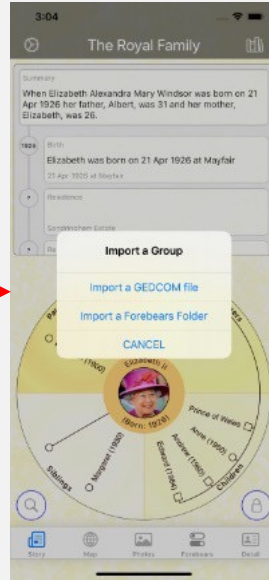 3:04
The Royal Family
Summary
When Elizabeth Alexandra Mary Windsor was born on 21
Apr 1926 her father, Albert, was 31 and her mother,
Elizabeth, was 26.
1926
Birth
Elizabeth was born on 21 Apr 1926 at Mayfair
21 Apr 1926 at Mayfair
Residence
Sandringham Estate
Import a Group
Import a GEDCOM file
Import a Forebears Folder
CANCEL
(1900)
Elizabeth II
(Born: 1926)
Prince of Wales
Anne (1950)
Andrew (1960)
Edward (1964)
Children
Margaret (1930)
Siblings
Story
Map
Photos
Forebears
Detail